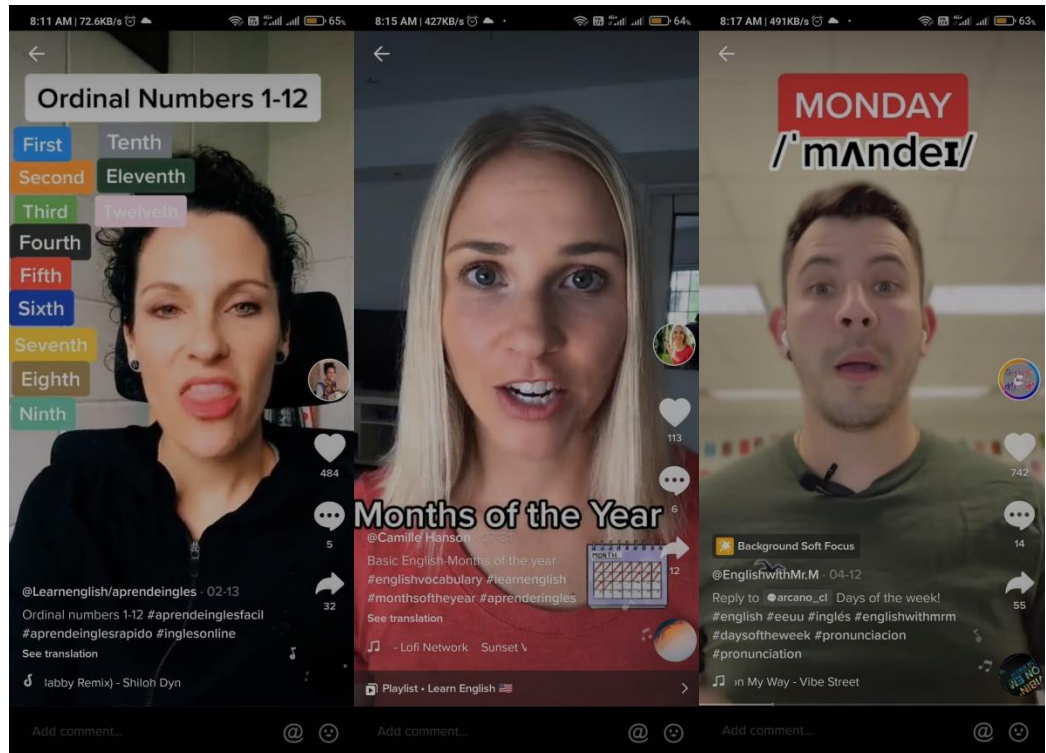 8:11 AM | 72.6KB/s
65%
Ordinal Numbers 1-12
First
Second
Third
Fourth
Fifth
Sixth
Seventh
Eighth
Ninth
Tenth
Eleventh
Twelveth
484
5
32
@Learnenglish/aprendeingles · 02-13
Ordinal numbers 1-12 #aprendeinglesfacil
#aprendeinglesrapido #inglesonline
See translation
labby Remix) - Shiloh Dyn
Add comment...
8:15 AM | 427KB/s
64%
113
6
Months of the Year
@Camille Hanson
12
Basic English-Months of the year
#englishvocabulary #learnenglish
#monthsoftheyear #aprenderingles
See translation
MONTH
- Lofi Network Sunset
Playlist • Learn English
Add comment...
8:17 AM | 491KB/s
4G+
63%
MONDAY
/ˈmʌndeɪ/
742
14
55
Background Soft Focus
@EnglishwithMr.M · 04-12
Reply to @arcano_cl Days of the week!
#english #eeuu #inglés #englishwithmrm
#daysoftheweek #pronunciacion
#pronunciation
n My Way - Vibe Street
Add comment...